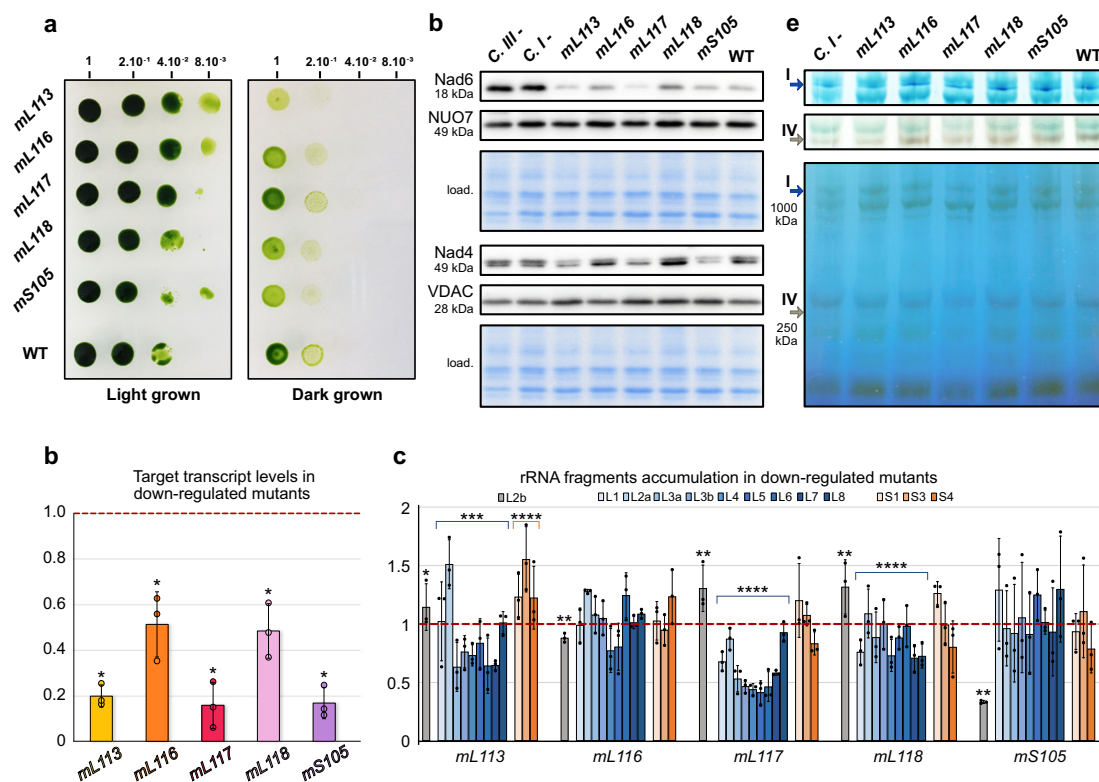 a
1 2.10⁻¹ 4.10⁻² 8.10⁻³ 1 2.10⁻¹ 4.10⁻² 8.10⁻³
mL113
mL116
mL117
mL118
mS105
WT
Light grown Dark grown
b
C. III - C. I - mL113 mL116 mL117 mL118 mS105 WT
Nad6
18 kDa
NUO7
49 kDa
load.
Nad4
49 kDa
VDAC
28 kDa
load.
e
C. I - mL113 mL116 mL117 mL118 mS105 WT
I
IV
I
1000
kDa
IV
250
kDa
b
Target transcript levels in
down-regulated mutants
1.0
0.8
0.6
0.4
0.2
0
* * * * *
mL113 mL116 mL117 mL118 mS105
c
rRNA fragments accumulation in down-regulated mutants
L2b L1 L2a L3a L3b L4 L5 L6 L7 L8 S1 S3 S4
2
1.5
1
0.5
0
* *** **** ** ** **** ** **** **
mL113 mL116 mL117 mL118 mS105